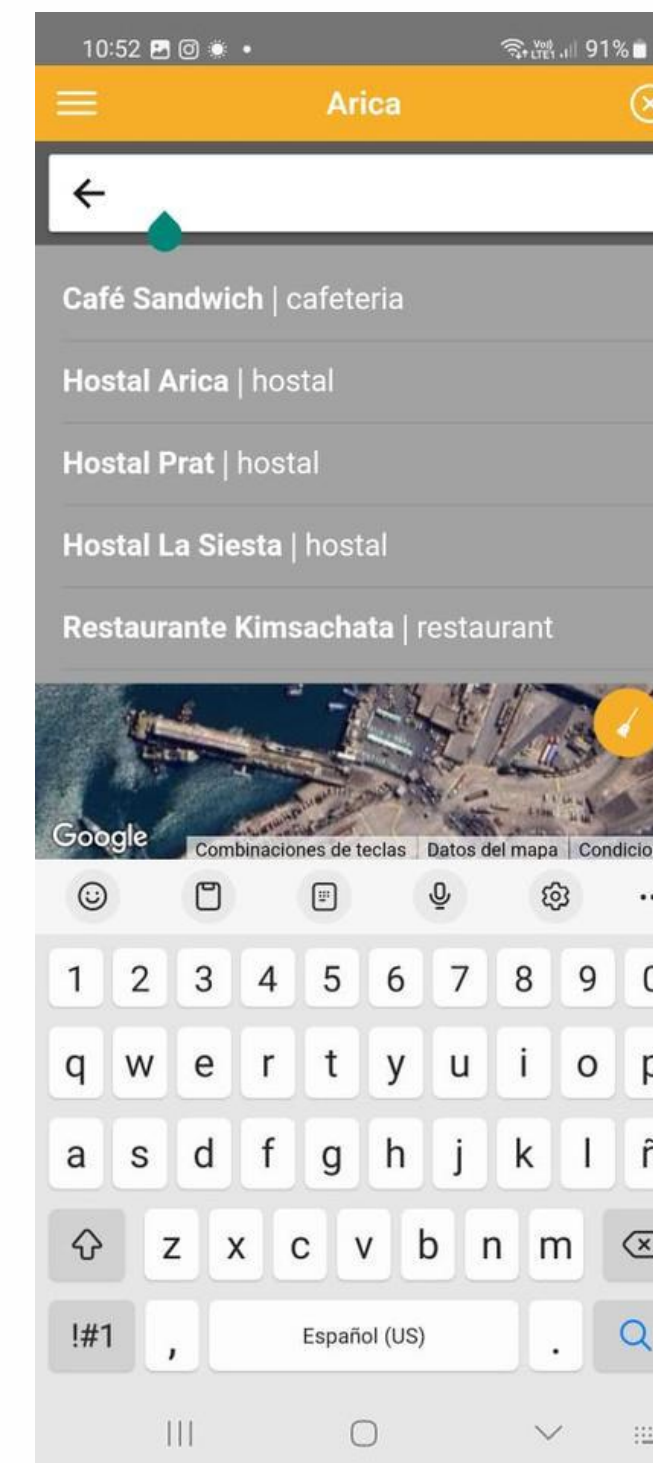 10:52 91%
Arica
Café Sandwich | cafeteria
Hostal Arica | hostal
Hostal Prat | hostal
Hostal La Siesta | hostal
Restaurante Kimsachata | restaurant
Google Combinaciones de teclas Datos del mapa Condicio
1 2 3 4 5 6 7 8 9 0
q w e r t y u i o p
a s d f g h j k l ñ
z x c v b n m
!#1 , Español (US) .